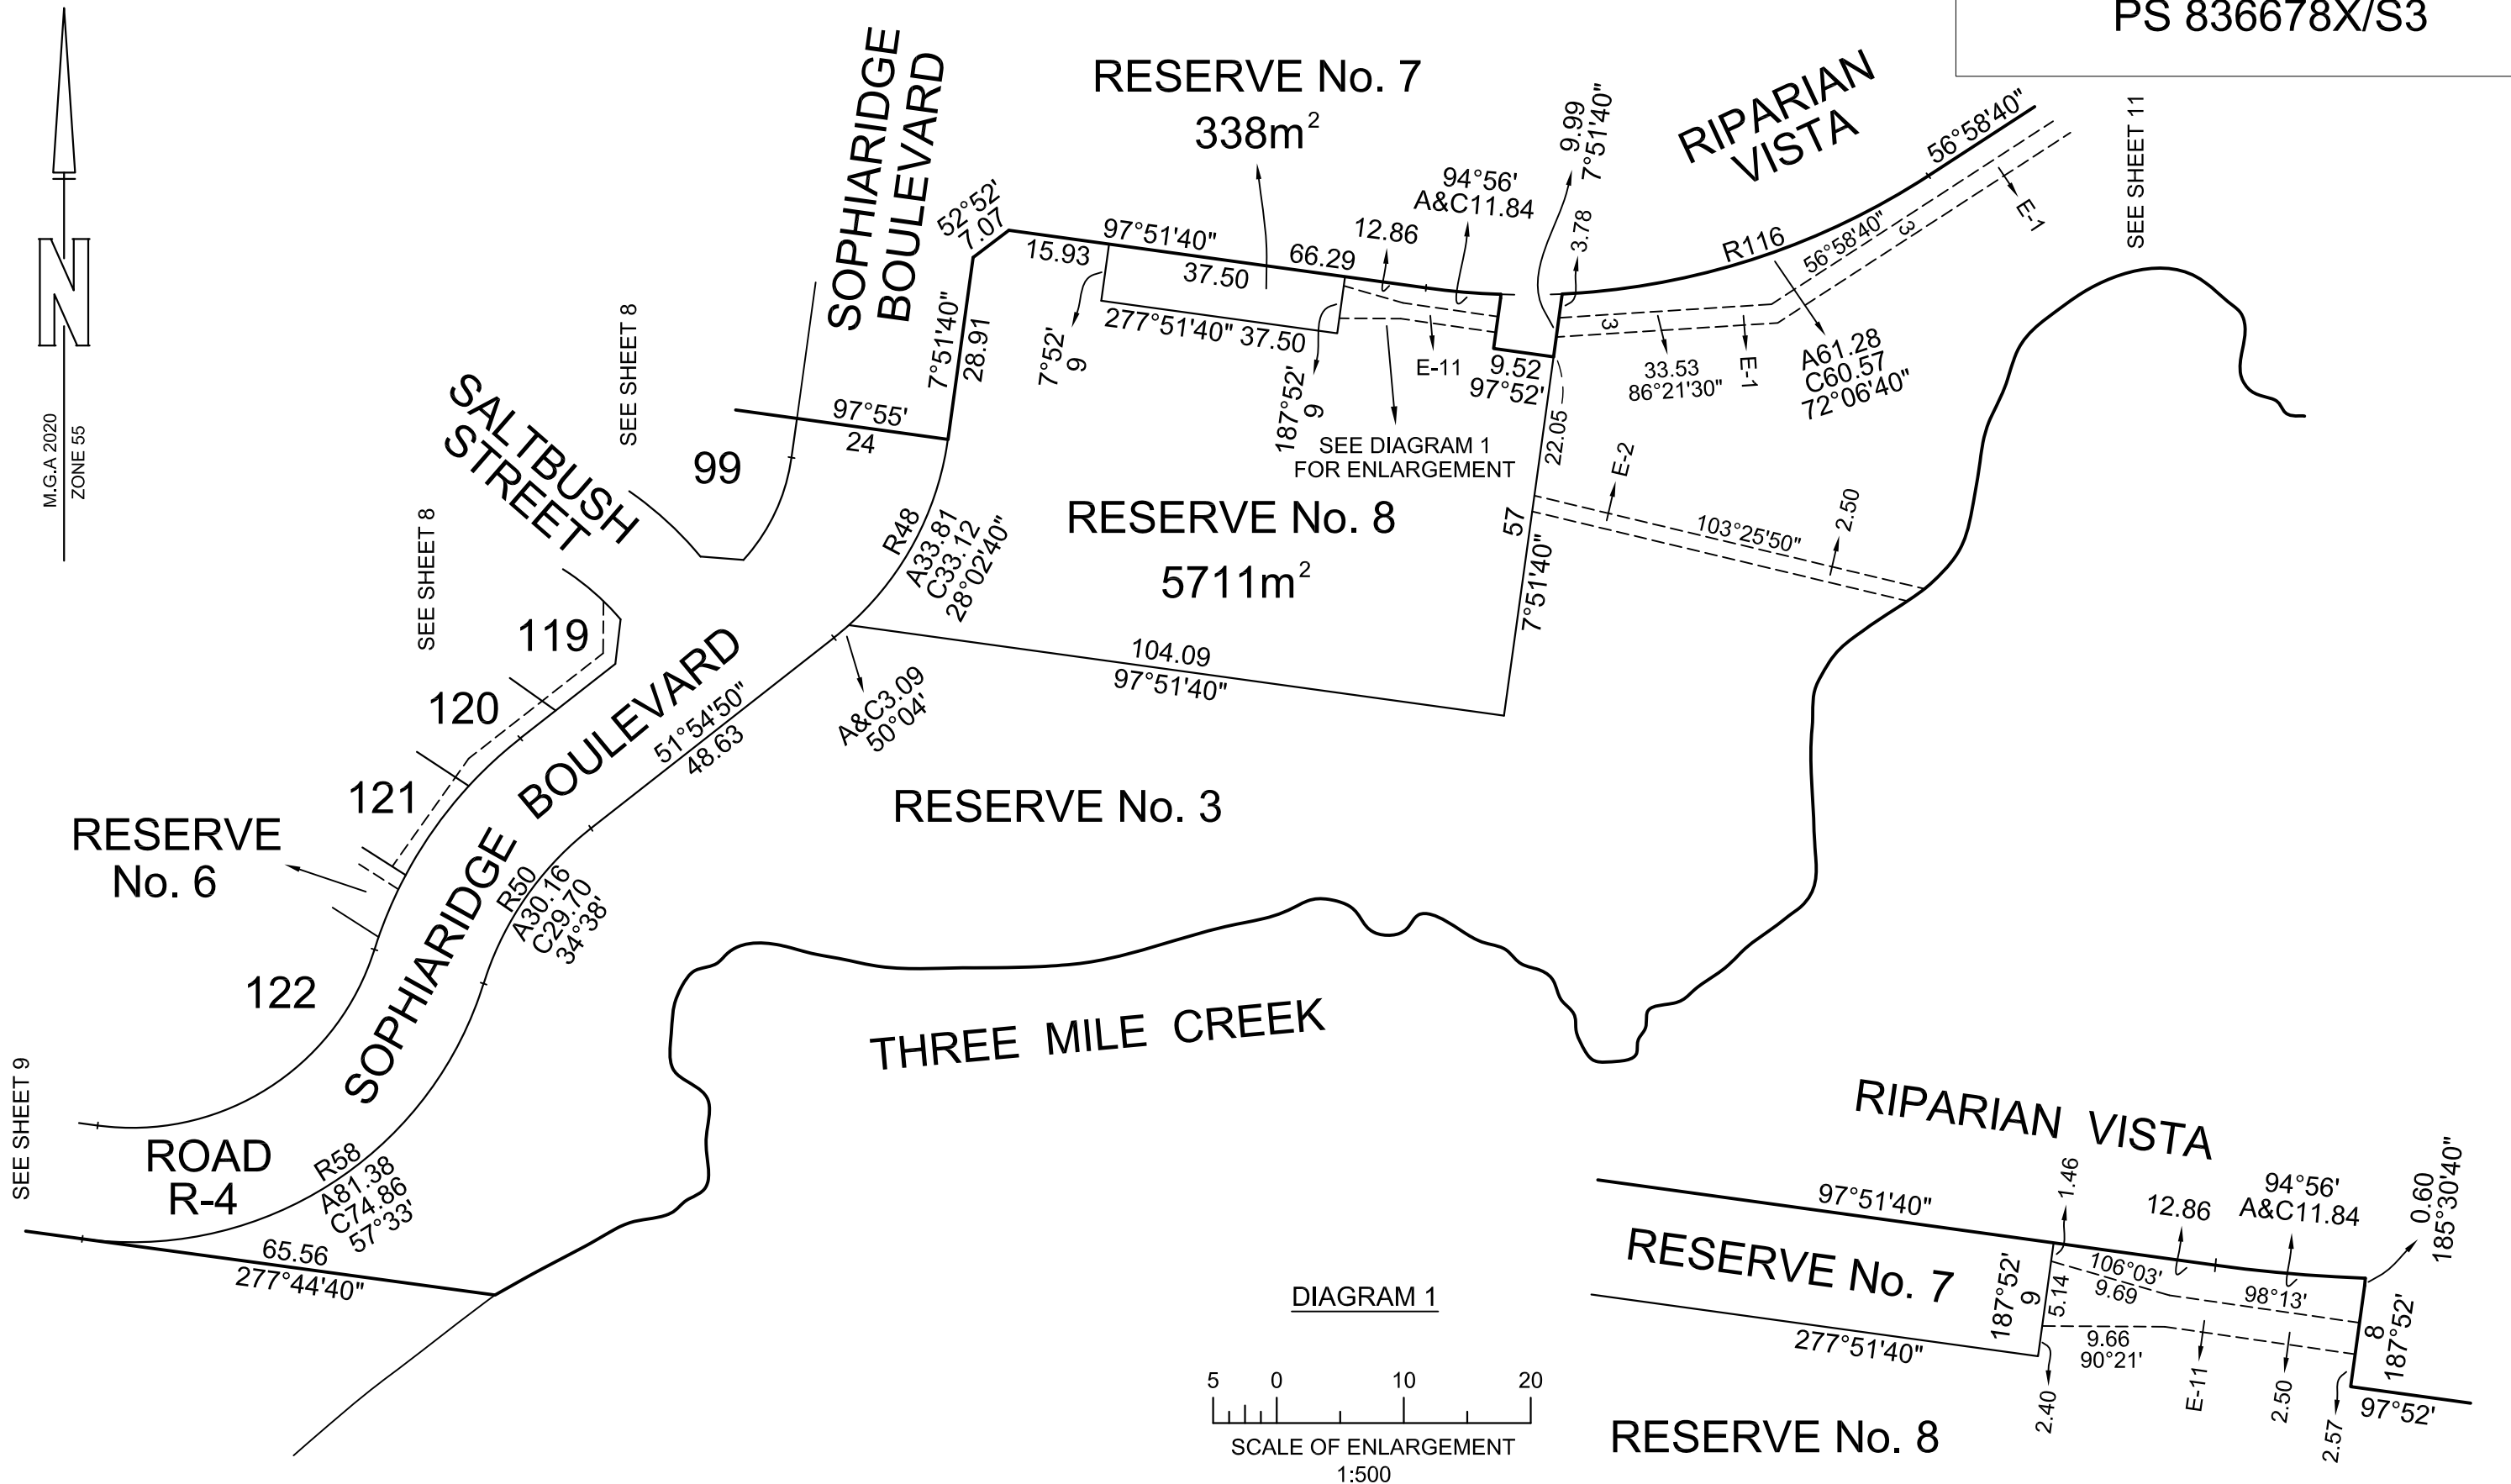 PS 836678X/S3
M.G.A 2020
ZONE 55
N
SEE SHEET 8
SEE SHEET 8
SEE SHEET 9
SEE SHEET 11
SOPHIARIDGE
BOULEVARD
RESERVE No. 7
338m²
RIPARIAN
VISTA
56°58'40"
9.99
7°51'40"
94°56'
A&C11.84
12.86
3.78
52°52'
7.07
97°51'40"
15.93
37.50
66.29
R116
56°58'40"
3
E-1
7°51'40"
28.91
7°52'
9
277°51'40" 37.50
187°52'
9
E-11
9.52
97°52'
3
33.53
86°21'30"
E-1
A61.28
C60.57
72°06'40"
SEE DIAGRAM 1
FOR ENLARGEMENT
22.05
E-2
SALTBUSH
STREET
97°55'
24
99
R48
A33.81
C33.12
28°02'40"
RESERVE No. 8
5711m²
57
7°51'40"
103°25'50"
2.50
119
120
121
122
104.09
97°51'40"
A&C3.09
50°04'
51°54'50"
48.63
SOPHIARIDGE BOULEVARD
RESERVE No. 3
RESERVE
No. 6
R50
A30.16
C29.70
34°38'
THREE MILE CREEK
ROAD
R-4
R58
A81.38
C74.86
57°33'
65.56
277°44'40"
RIPARIAN VISTA
97°51'40"
1.46
12.86
94°56'
A&C11.84
0.60
185°30'40"
RESERVE No. 7
187°52'
9
5.14
106°03'
9.69
98°13'
8
187°52'
277°51'40"
9.66
90°21'
2.40
E-11
2.50
2.57
97°52'
RESERVE No. 8
DIAGRAM 1
5 0 10 20
SCALE OF ENLARGEMENT
1:500